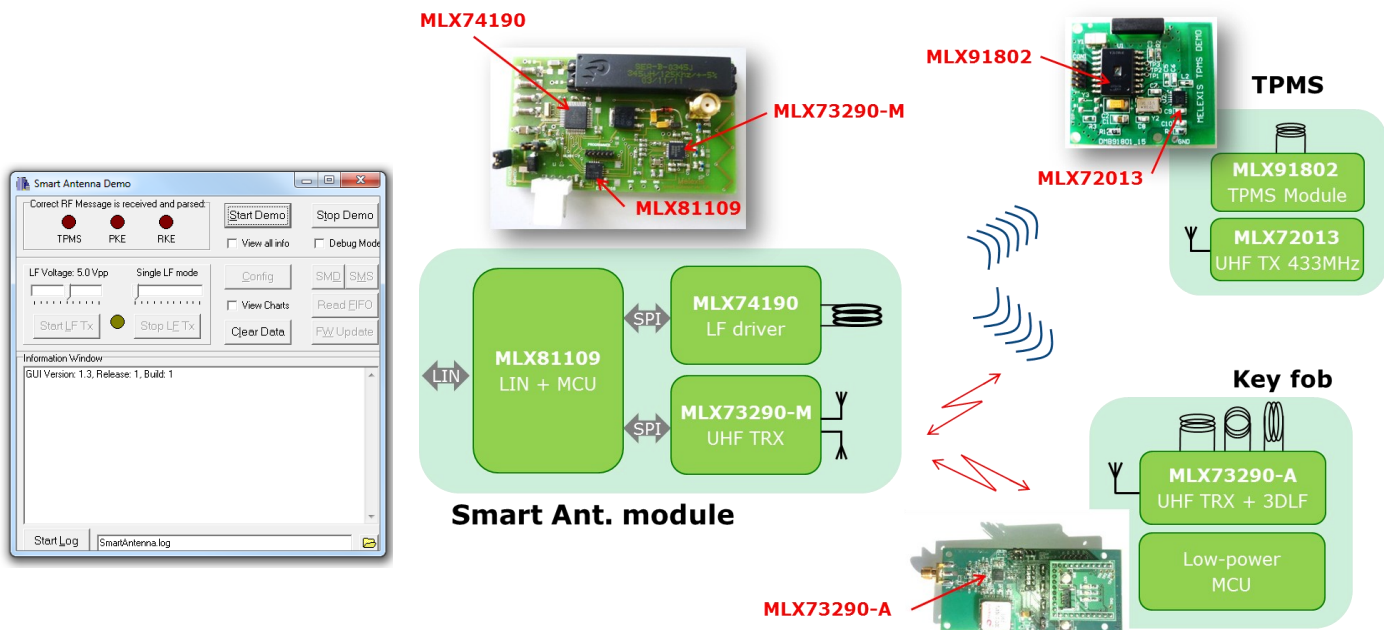 MLX74190
MLX73290-M
MLX81109
MLX91802
MLX72013
MELEXIS TPMS DEMO
TPMS
MLX91802
TPMS Module
MLX72013
UHF TX 433MHz
Smart Antenna Demo
Correct RF Message is received and parsed:
TPMS PKE RKE
Start Demo
Stop Demo
View all info
Debug Mode
LF Voltage: 5.0 Vpp
Single LF mode
Config
SMD
SMS
View Charts
Read FIFO
Start LF Tx
Stop LF Tx
Clear Data
FW Update
Information Window
GUI Version: 1.3, Release: 1, Build: 1
Start Log
SmartAntenna.log
LIN
MLX81109
LIN + MCU
SPI
MLX74190
LF driver
SPI
MLX73290-M
UHF TRX
Smart Ant. module
Key fob
MLX73290-A
UHF TRX + 3DLF
Low-power
MCU
MLX73290-A